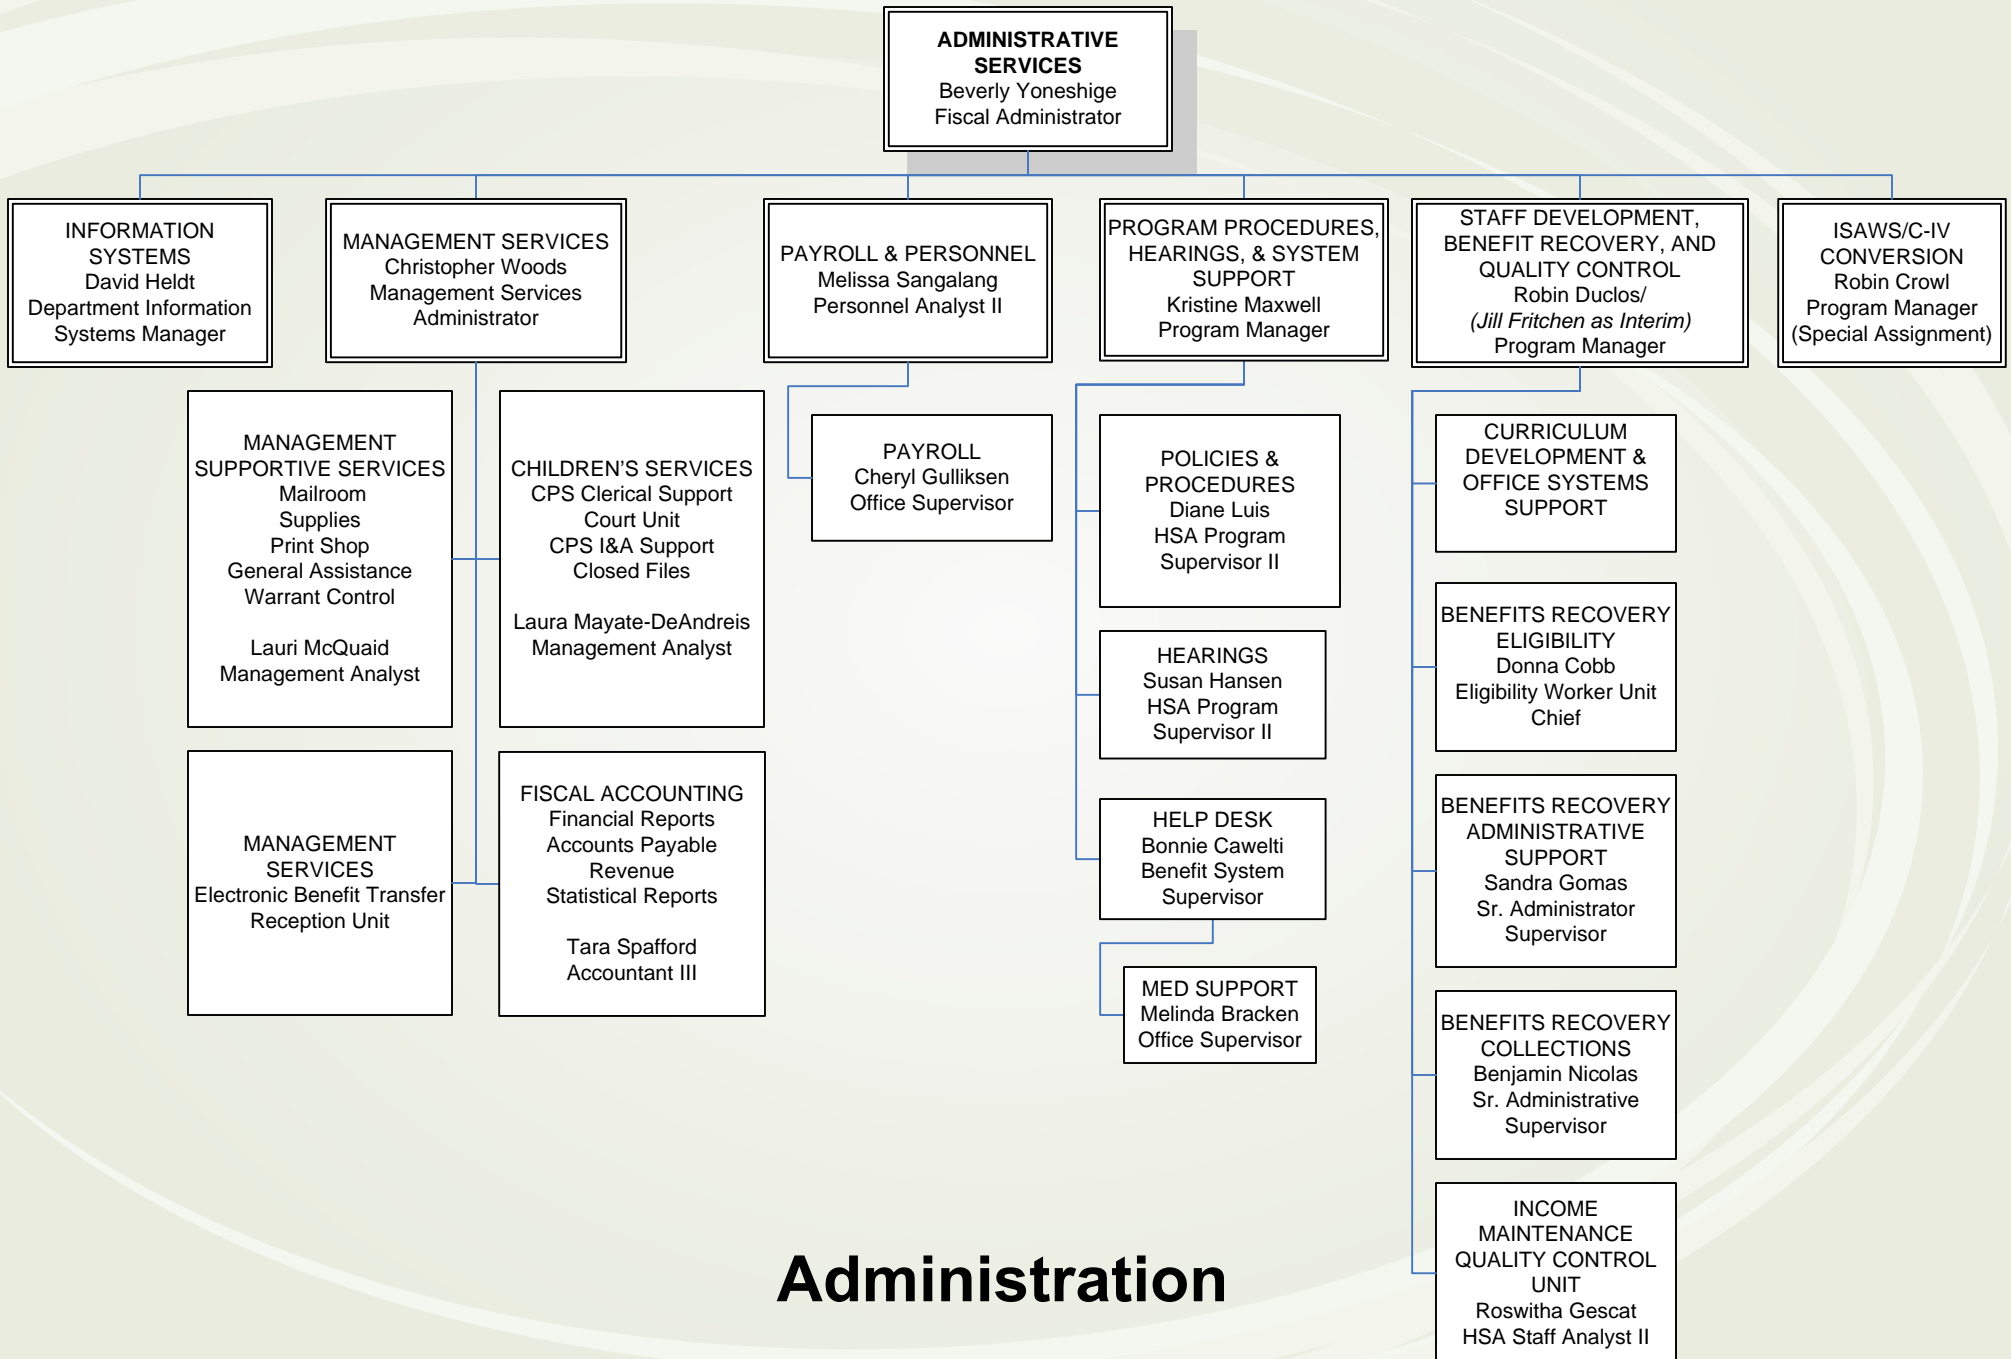 ADMINISTRATIVE
SERVICES
Beverly Yoneshige
Fiscal Administrator
INFORMATION
SYSTEMS
David Heldt
Department Information
Systems Manager
MANAGEMENT SERVICES
Christopher Woods
Management Services
Administrator
PAYROLL & PERSONNEL
Melissa Sangalang
Personnel Analyst II
PROGRAM PROCEDURES,
HEARINGS, & SYSTEM
SUPPORT
Kristine Maxwell
Program Manager
STAFF DEVELOPMENT,
BENEFIT RECOVERY, AND
QUALITY CONTROL
Robin Duclos/
(Jill Fritchen as Interim)
Program Manager
ISAWS/C-IV
CONVERSION
Robin Crowl
Program Manager
(Special Assignment)
MANAGEMENT
SUPPORTIVE SERVICES
Mailroom
Supplies
Print Shop
General Assistance
Warrant Control
Lauri McQuaid
Management Analyst
CHILDREN'S SERVICES
CPS Clerical Support
Court Unit
CPS I&A Support
Closed Files
Laura Mayate-DeAndreis
Management Analyst
MANAGEMENT
SERVICES
Electronic Benefit Transfer
Reception Unit
FISCAL ACCOUNTING
Financial Reports
Accounts Payable
Revenue
Statistical Reports
Tara Spafford
Accountant III
PAYROLL
Cheryl Gulliksen
Office Supervisor
POLICIES &
PROCEDURES
Diane Luis
HSA Program
Supervisor II
HEARINGS
Susan Hansen
HSA Program
Supervisor II
HELP DESK
Bonnie Cawelti
Benefit System
Supervisor
MED SUPPORT
Melinda Bracken
Office Supervisor
CURRICULUM
DEVELOPMENT &
OFFICE SYSTEMS
SUPPORT
BENEFITS RECOVERY
ELIGIBILITY
Donna Cobb
Eligibility Worker Unit
Chief
BENEFITS RECOVERY
ADMINISTRATIVE
SUPPORT
Sandra Gomas
Sr. Administrator
Supervisor
BENEFITS RECOVERY
COLLECTIONS
Benjamin Nicolas
Sr. Administrative
Supervisor
INCOME
MAINTENANCE
QUALITY CONTROL
UNIT
Roswitha Gescat
HSA Staff Analyst II
Administration